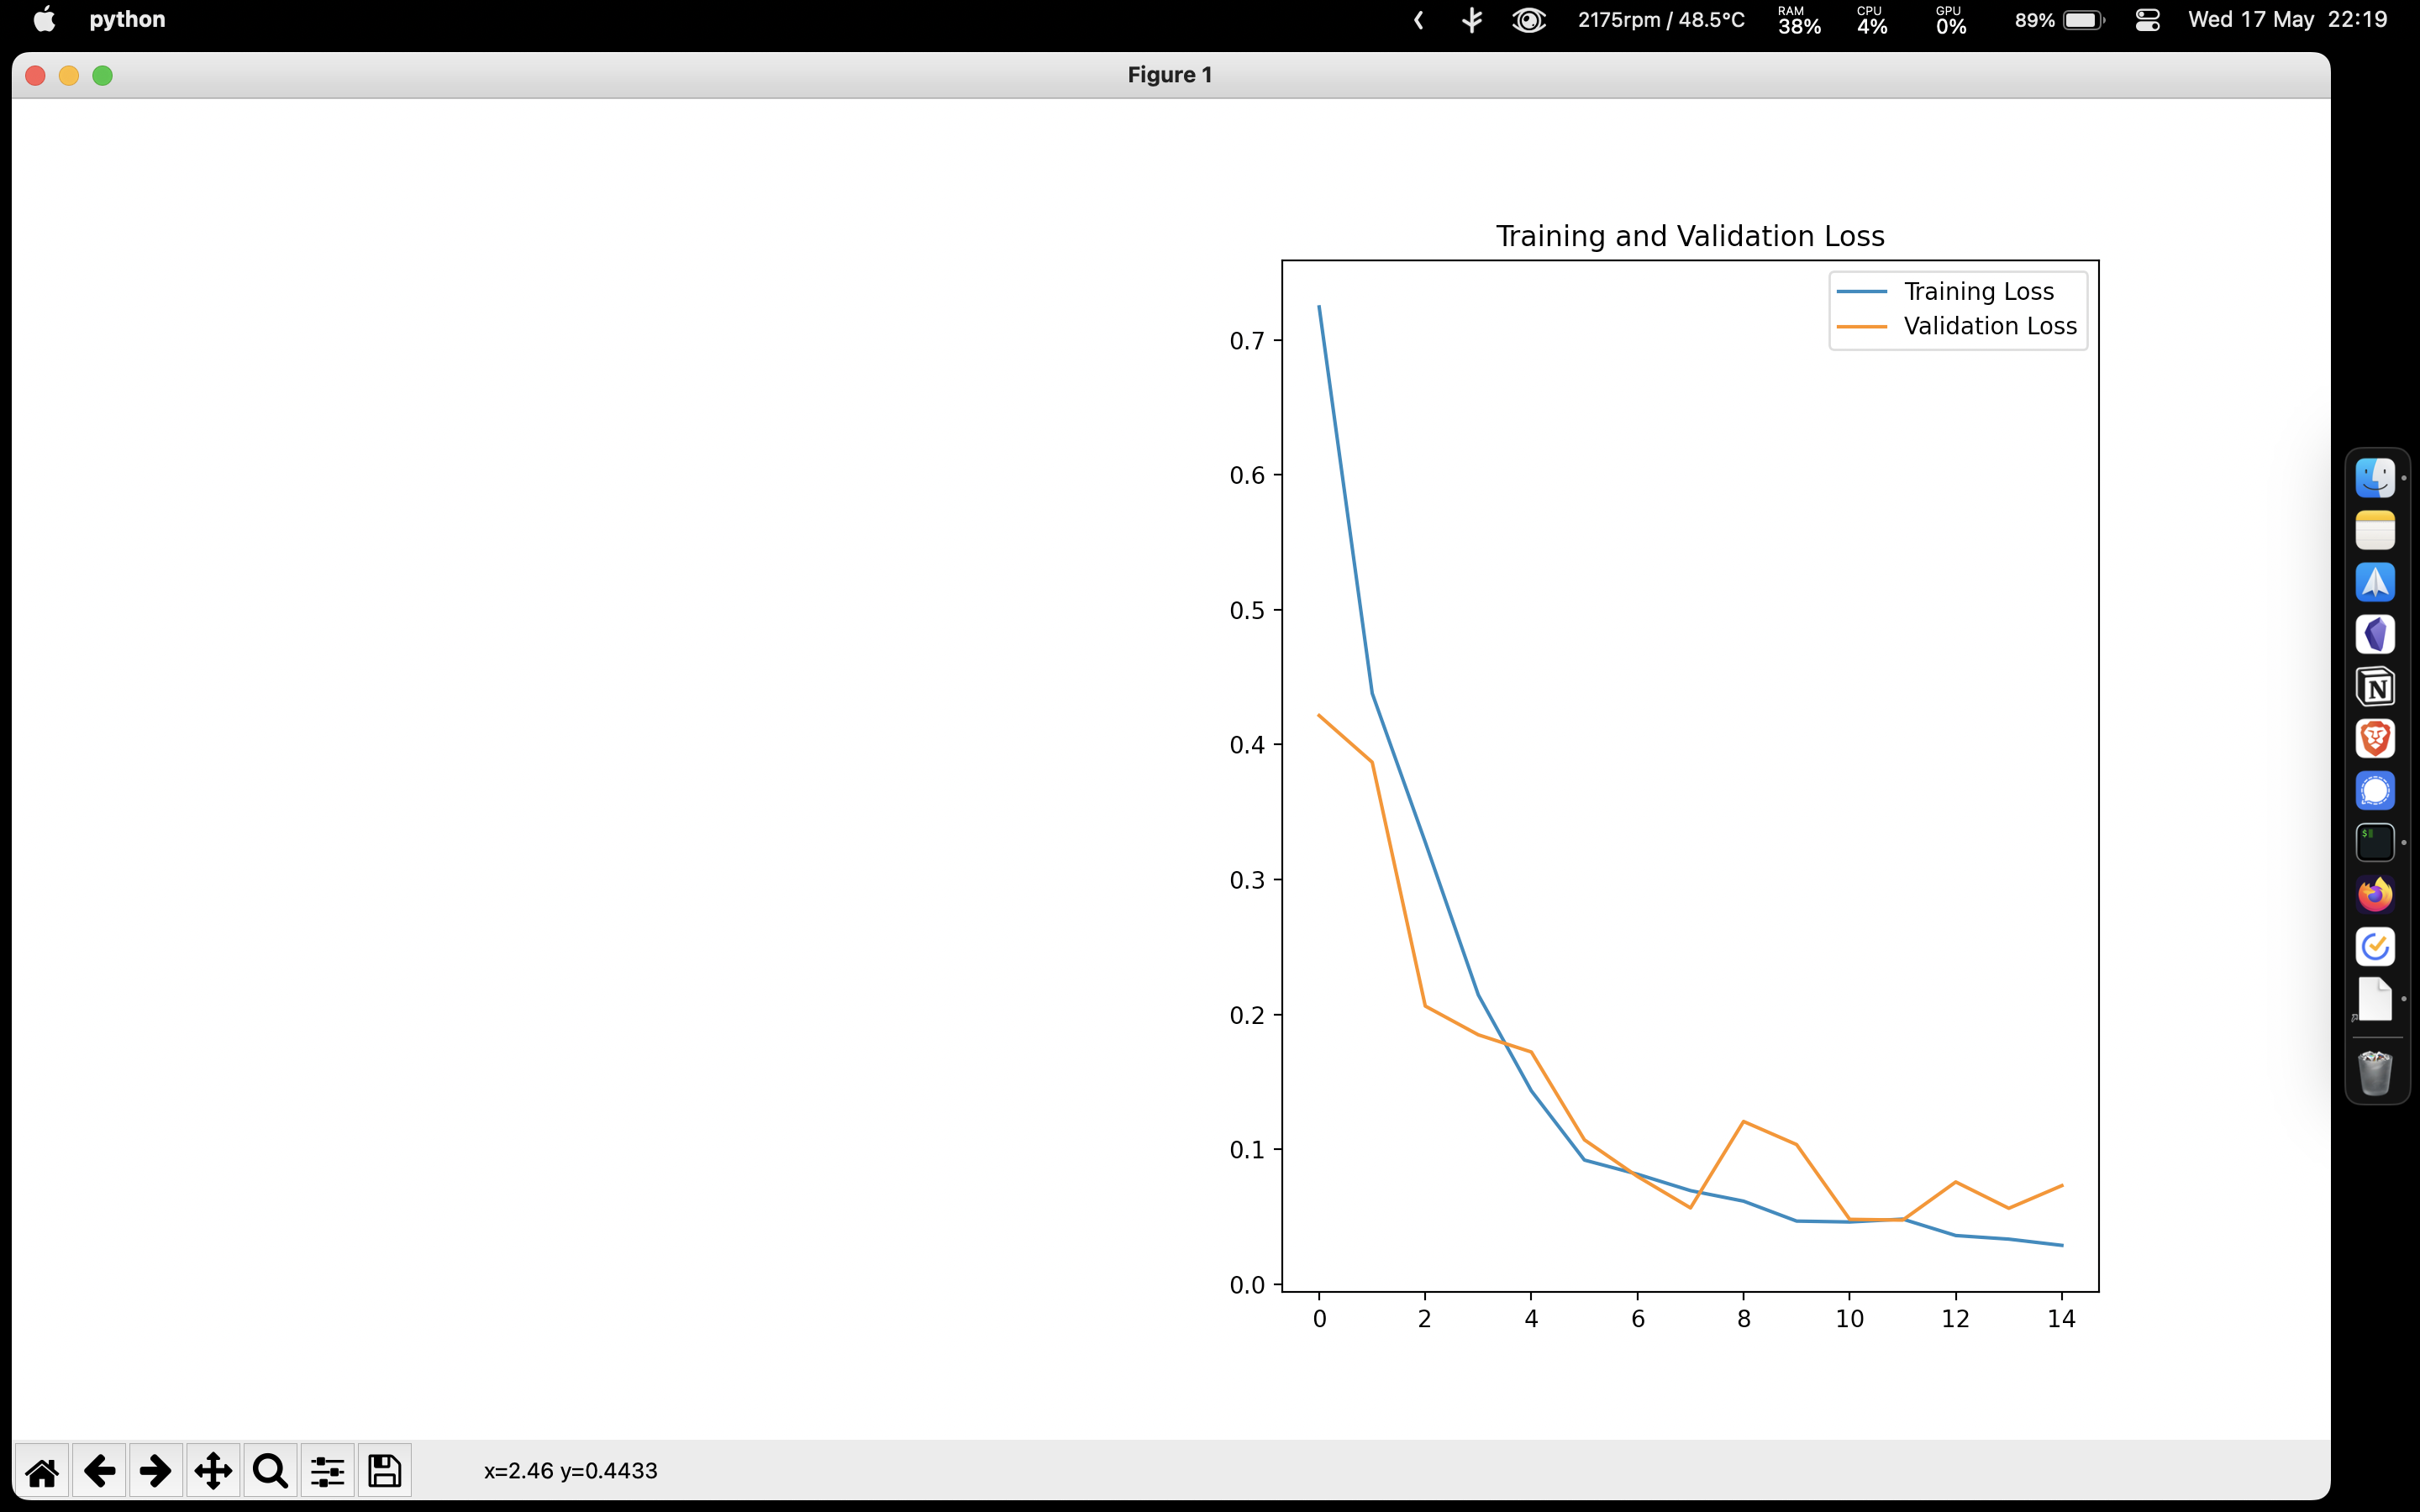 python
2175rpm / 48.5°C
RAM
38%
CPU
4%
GPU
0%
89%
Wed 17 May 22:19
Figure 1
Training and Validation Loss
Training Loss
Validation Loss
0.7
0.6
0.5
0.4
0.3
0.2
0.1
0.0
0 2 4 6 8 10 12 14
N
$
x=2.46 y=0.4433